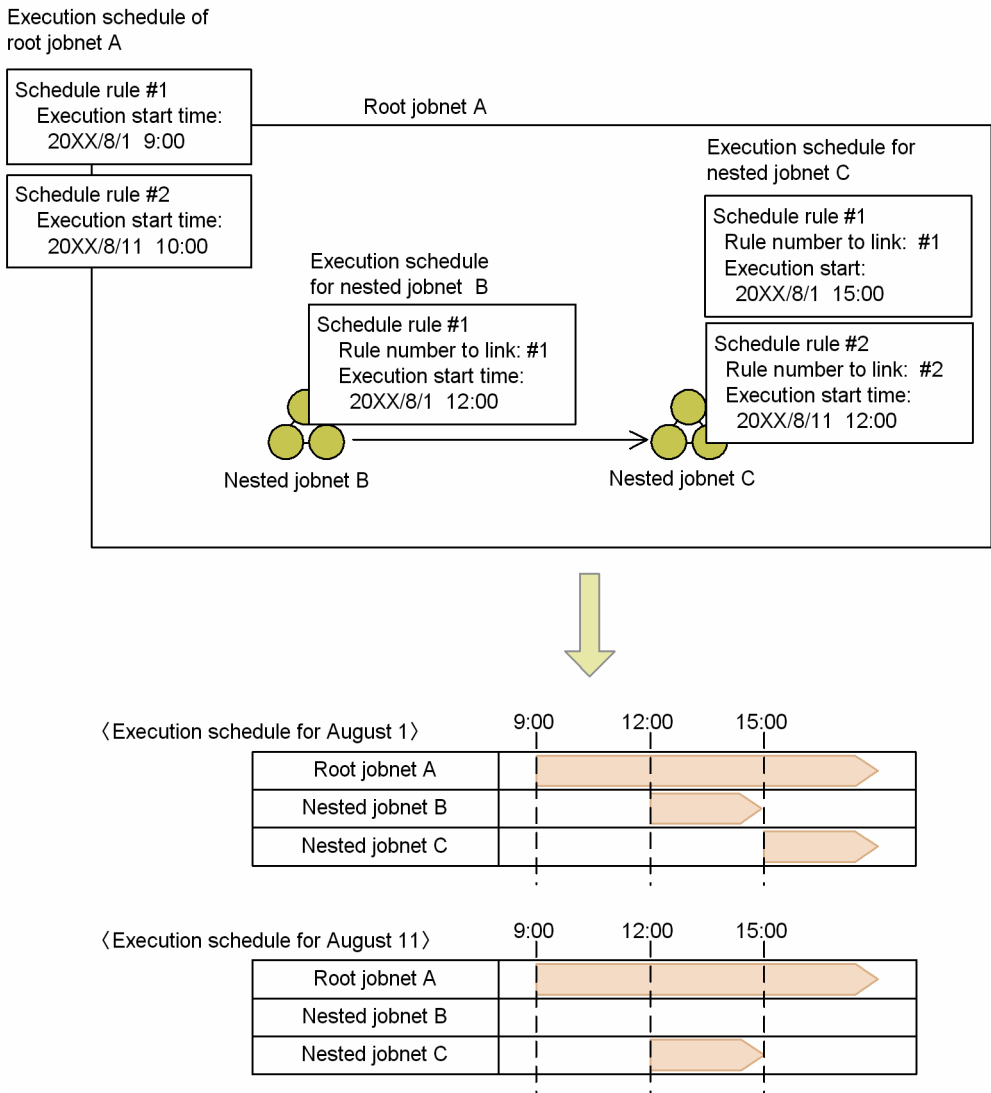 Execution schedule of
root jobnet A
Schedule rule #1
Execution start time:
20XX/8/1 9:00
Schedule rule #2
Execution start time:
20XX/8/11 10:00
Root jobnet A
Execution schedule
for nested jobnet B
Schedule rule #1
Rule number to link: #1
Execution start time:
20XX/8/1 12:00
Nested jobnet B
Execution schedule for
nested jobnet C
Schedule rule #1
Rule number to link: #1
Execution start:
20XX/8/1 15:00
Schedule rule #2
Rule number to link: #2
Execution start time:
20XX/8/11 12:00
Nested jobnet C
〈Execution schedule for August 1〉 9:00 12:00 15:00
Root jobnet A
Nested jobnet B
Nested jobnet C
〈Execution schedule for August 11〉 9:00 12:00 15:00
Root jobnet A
Nested jobnet B
Nested jobnet C